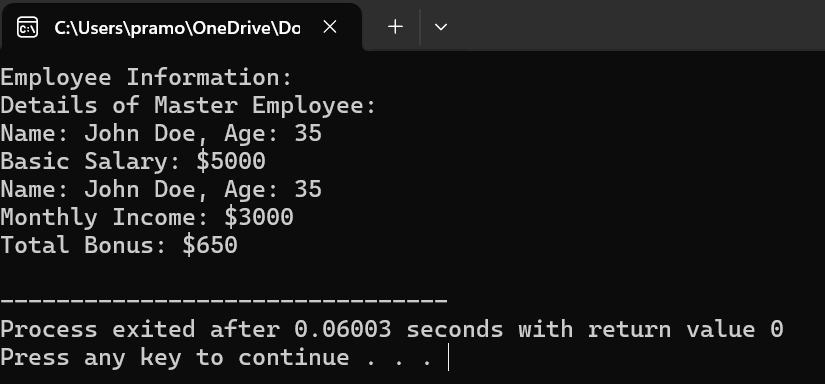 C:\Users\pramo\OneDrive\Do
Employee Information:
Details of Master Employee:
Name: John Doe, Age: 35
Basic Salary: $5000
Name: John Doe, Age: 35
Monthly Income: $3000
Total Bonus: $650
--------------------------------
Process exited after 0.06003 seconds with return value 0
Press any key to continue . . .